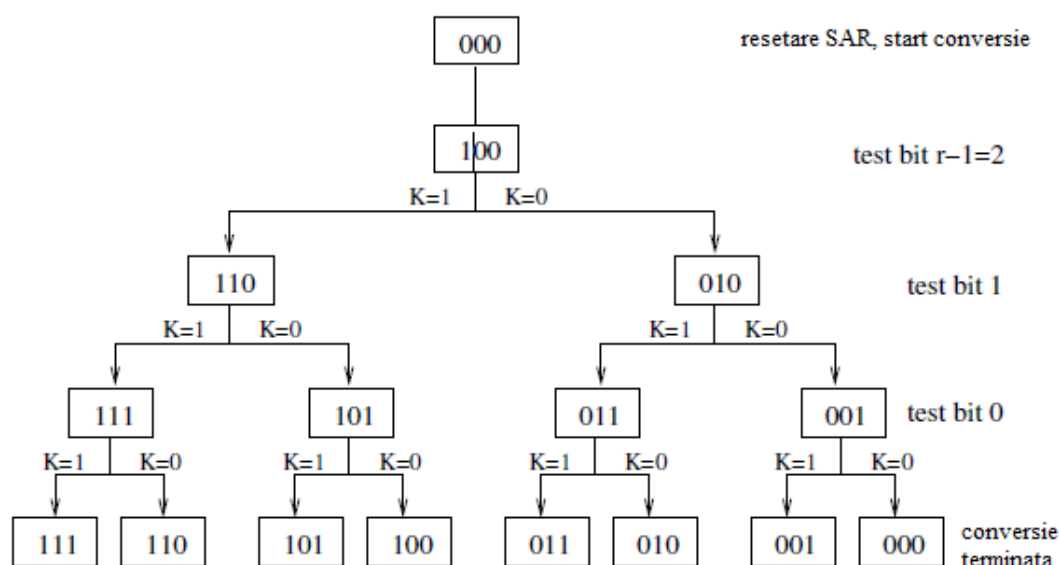 000 resetare SAR, start conversie
100 test bit r-1=2
K=1 K=0
110 010 test bit 1
K=1 K=0 K=1 K=0
111 101 011 001 test bit 0
K=1 K=0 K=1 K=0 K=1 K=0 K=1 K=0
111 110 101 100 011 010 001 000 conversie
terminata